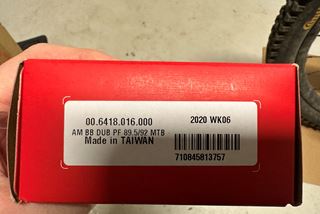 00.6418.016.000 2020 WK06
AM BB DUB PF 89.5/92 MTB
Made in TAIWAN
710845813757